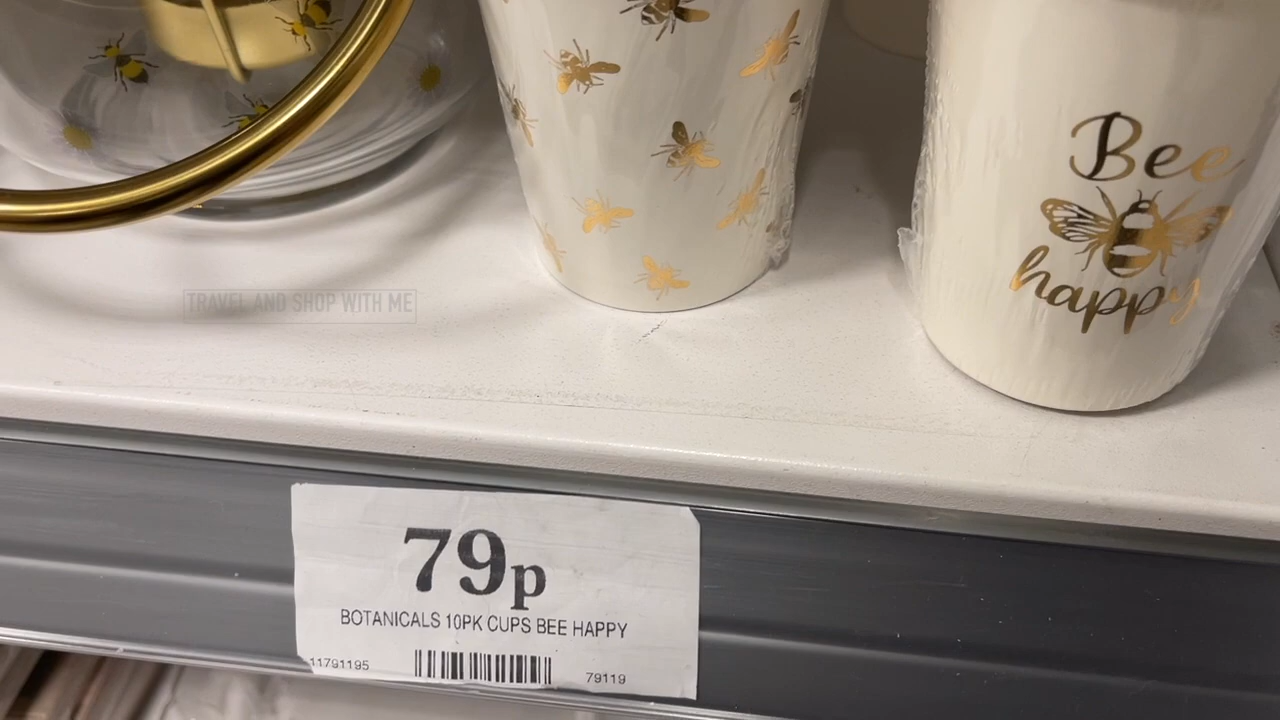 Bee
happy
TRAVEL AND SHOP WITH ME
79p
BOTANICALS 10PK CUPS BEE HAPPY
11791195
79119